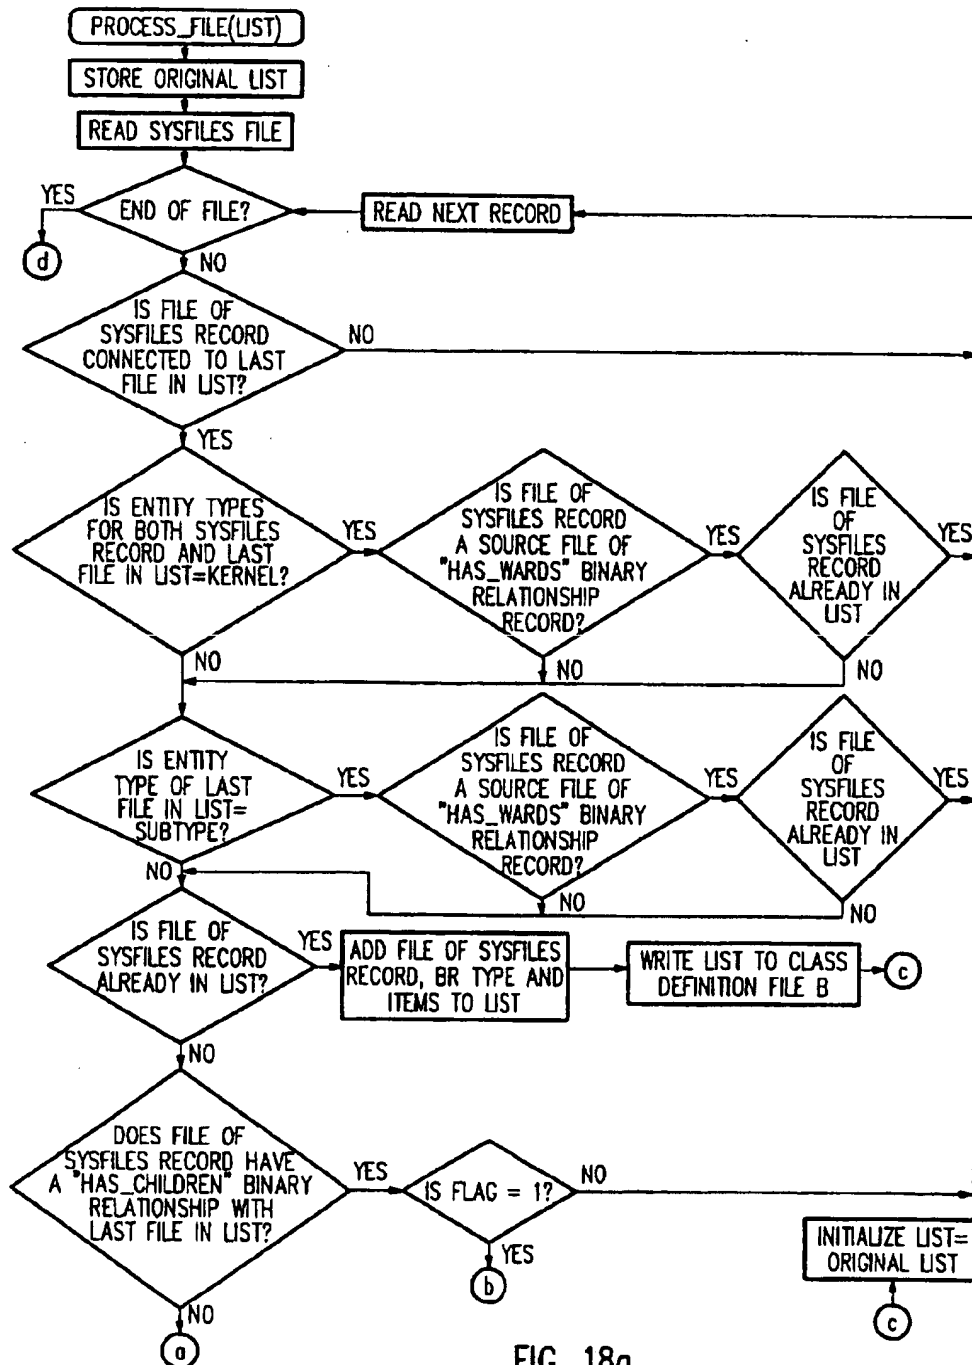 PROCESS_FILE(LIST)
STORE ORIGINAL LIST
READ SYSFILES FILE
YES
END OF FILE?
READ NEXT RECORD
d
NO
IS FILE OF
SYSFILES RECORD
CONNECTED TO LAST
FILE IN LIST?
NO
YES
IS ENTITY TYPES
FOR BOTH SYSFILES
RECORD AND LAST
FILE IN LIST=KERNEL?
YES
IS FILE OF
SYSFILES RECORD
A SOURCE FILE OF
"HAS_WARDS" BINARY
RELATIONSHIP
RECORD?
YES
IS FILE
OF
SYSFILES
RECORD
ALREADY IN
LIST
YES
NO
NO
NO
IS ENTITY
TYPE OF LAST
FILE IN LIST=
SUBTYPE?
YES
IS FILE OF
SYSFILES RECORD
A SOURCE FILE OF
"HAS_WARDS" BINARY
RELATIONSHIP
RECORD?
YES
IS FILE
OF
SYSFILES
RECORD
ALREADY IN
LIST
YES
NO
NO
NO
IS FILE OF
SYSFILES RECORD
ALREADY IN LIST?
YES
ADD FILE OF SYSFILES
RECORD, BR TYPE AND
ITEMS TO LIST
WRITE LIST TO CLASS
DEFINITION FILE B
c
NO
DOES FILE OF
SYSFILES RECORD HAVE
A "HAS_CHILDREN" BINARY
RELATIONSHIP WITH
LAST FILE IN LIST?
YES
IS FLAG = 1?
NO
YES
b
INITIALIZE LIST=
ORIGINAL LIST
c
NO
a
FIG. 18a